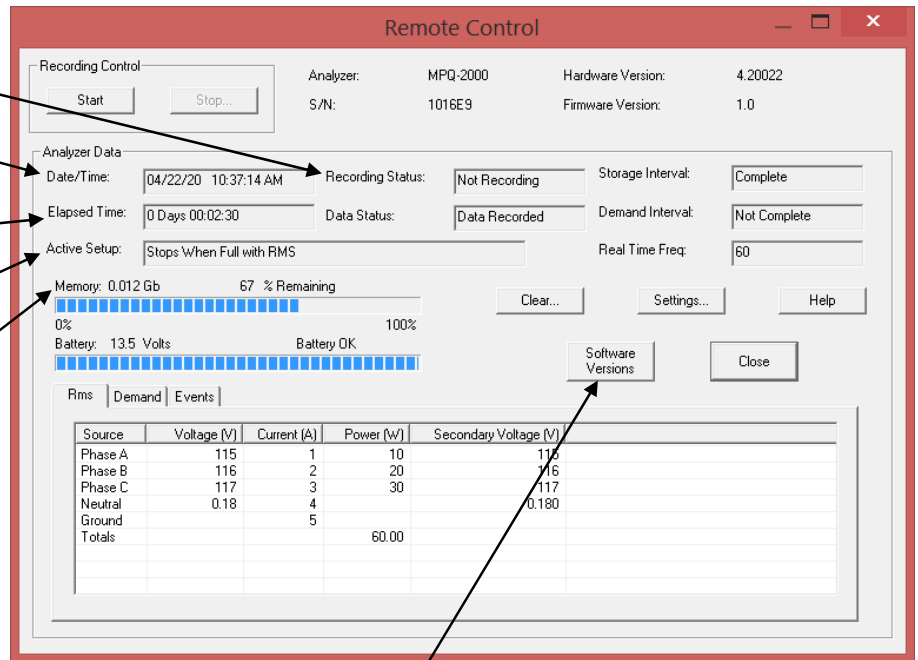 Remote Control
Recording Control
Start Stop...
Analyzer: MPQ-2000 Hardware Version: 4.20022
S/N: 1016E9 Firmware Version: 1.0
Analyzer Data
Date/Time: 04/22/20 10:37:14 AM Recording Status: Not Recording Storage Interval: Complete
Elapsed Time: 0 Days 00:02:30 Data Status: Data Recorded Demand Interval: Not Complete
Active Setup: Stops When Full with RMS Real Time Freq: 60
Memory: 0.012 Gb 67 % Remaining
Clear... Settings... Help
0% 100%
Battery: 13.5 Volts Battery OK
Software
Versions
Close
Rms Demand Events
Source Voltage (V) Current (A) Power (W) Secondary Voltage (V)
Phase A 115 1 10 115
Phase B 116 2 20 116
Phase C 117 3 30 117
Neutral 0.18 4 0.180
Ground 5
Totals 60.00